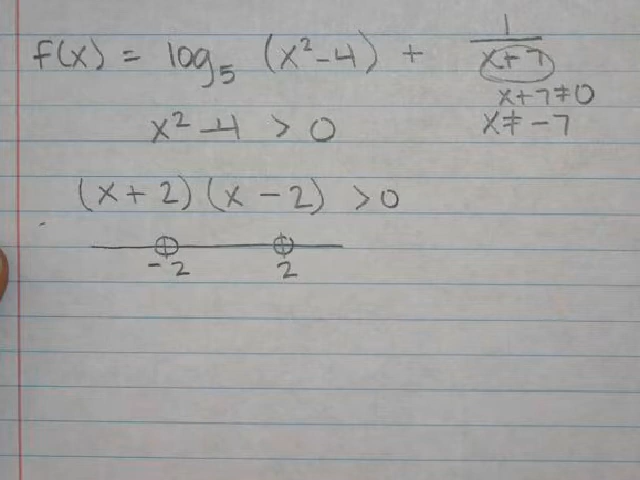 f(x) = log₅ (x² - 4) + 1/(x+7)
x+7≠0
x² - 4 > 0
x ≠ -7
(x + 2)(x - 2) > 0
-2 2